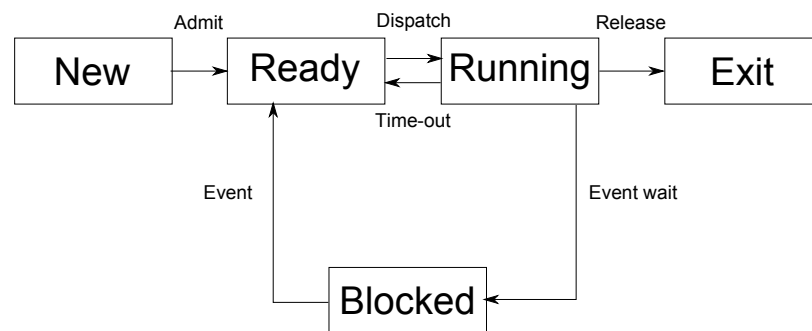 Admit
Dispatch
Release
New
Ready
Running
Exit
Time-out
Event
Event wait
Blocked